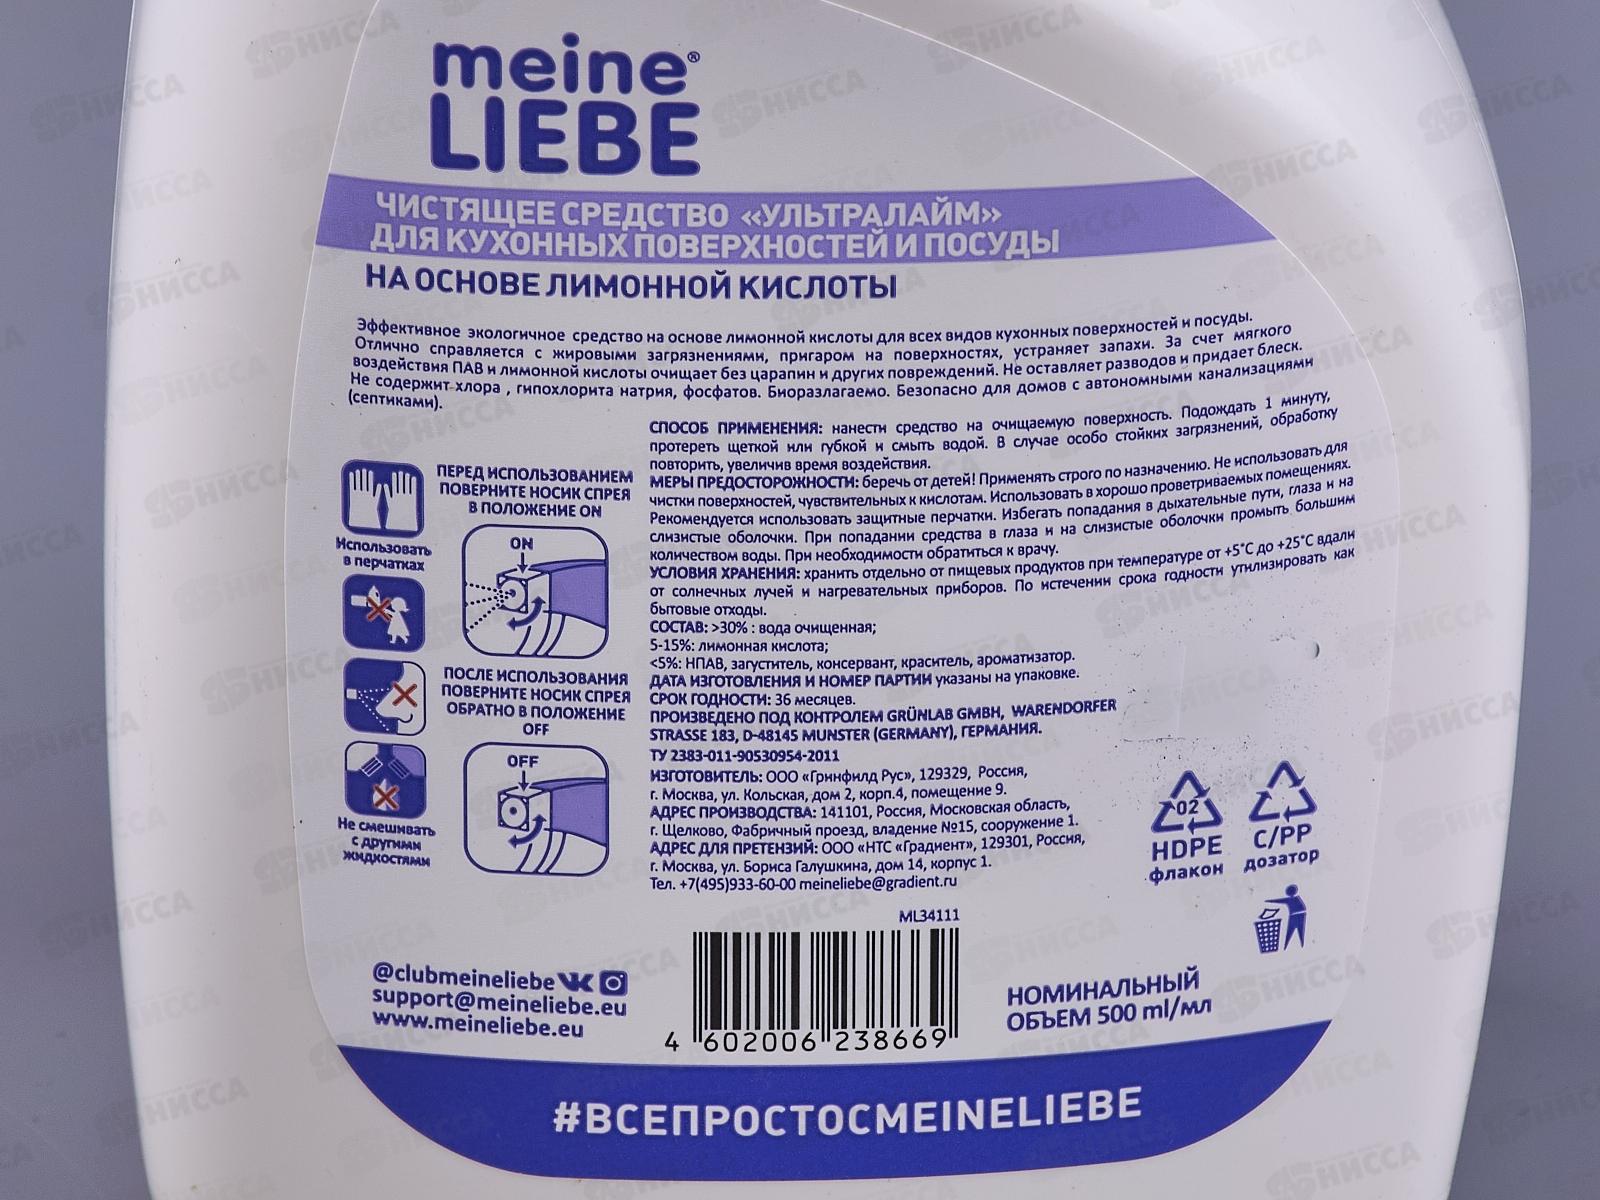 meine®
LIEBE
ЧИСТЯЩЕЕ СРЕДСТВО «УЛЬТРАЛАЙМ»
ДЛЯ КУХОННЫХ ПОВЕРХНОСТЕЙ И ПОСУДЫ
НА ОСНОВЕ ЛИМОННОЙ КИСЛОТЫ
Эффективное экологичное средство на основе лимонной кислоты для всех видов кухонных поверхностей и посуды.
Отлично справляется с жировыми загрязнениями, пригаром на поверхностях, устраняет запахи. За счет мягкого
воздействия ПАВ и лимонной кислоты очищает без царапин и других повреждений. Не оставляет разводов и придает блеск.
Не содержит хлора , гипохлорита натрия, фосфатов. Биоразлагаемо. Безопасно для домов с автономными канализациями
(септиками).
Использовать
в перчатках
Не смешивать
с другими
жидкостями
ПЕРЕД ИСПОЛЬЗОВАНИЕМ
ПОВЕРНИТЕ НОСИК СПРЕЯ
В ПОЛОЖЕНИЕ ON
ON
ПОСЛЕ ИСПОЛЬЗОВАНИЯ
ПОВЕРНИТЕ НОСИК СПРЕЯ
ОБРАТНО В ПОЛОЖЕНИЕ
OFF
OFF
СПОСОБ ПРИМЕНЕНИЯ: нанести средство на очищаемую поверхность. Подождать 1 минуту,
протереть щеткой или губкой и смыть водой. В случае особо стойких загрязнений, обработку
повторить, увеличив время воздействия.
МЕРЫ ПРЕДОСТОРОЖНОСТИ: беречь от детей! Применять строго по назначению. Не использовать для
чистки поверхностей, чувствительных к кислотам. Использовать в хорошо проветриваемых помещениях.
Рекомендуется использовать защитные перчатки. Избегать попадания в дыхательные пути, глаза и на
слизистые оболочки. При попадании средства в глаза и на слизистые оболочки промыть большим
количеством воды. При необходимости обратиться к врачу.
УСЛОВИЯ ХРАНЕНИЯ: хранить отдельно от пищевых продуктов при температуре от +5°С до +25°С вдали
от солнечных лучей и нагревательных приборов. По истечении срока годности утилизировать как
бытовые отходы.
СОСТАВ: >30% : вода очищенная;
5-15%: лимонная кислота;
<5%: НПАВ, загуститель, консервант, краситель, ароматизатор.
ДАТА ИЗГОТОВЛЕНИЯ И НОМЕР ПАРТИИ указаны на упаковке.
СРОК ГОДНОСТИ: 36 месяцев.
ПРОИЗВЕДЕНО ПОД КОНТРОЛЕМ GRÜNLAB GMBH, WARENDORFER
STRASSE 183, D-48145 MUNSTER (GERMANY), ГЕРМАНИЯ.
ТУ 2383-011-90530954-2011
ИЗГОТОВИТЕЛЬ: ООО «Гринфилд Рус», 129329, Россия,
г. Москва, ул. Кольская, дом 2, корп.4, помещение 9.
АДРЕС ПРОИЗВОДСТВА: 141101, Россия, Московская область,
г. Щелково, Фабричный проезд, владение №15, сооружение 1.
АДРЕС ДЛЯ ПРЕТЕНЗИЙ: ООО «НТС «Градиент», 129301, Россия,
г. Москва, ул. Бориса Галушкина, дом 14, корпус 1.
Тел. +7(495)933-60-00 meineliebe@gradient.ru
02
HDPE
флакон
C/PP
дозатор
ML34111
4 602006 238669
@clubmeineliebe
support@meineliebe.eu
www.meineliebe.eu
НОМИНАЛЬНЫЙ
ОБЪЕМ 500 ml/мл
#ВСЕПРОСТОСMEINELIEBE
НИССА